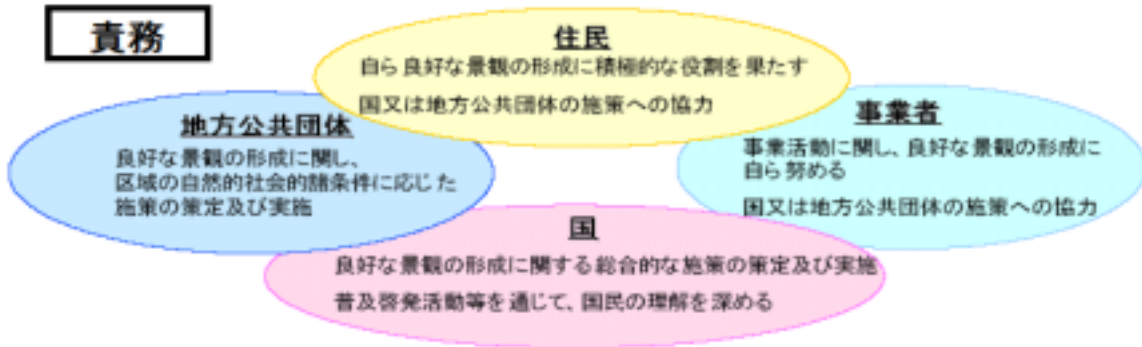 責務
住民
自ら良好な景観の形成に積極的な役割を果たす
国又は地方公共団体の施策への協力
地方公共団体
良好な景観の形成に関し、
区域の自然的社会的諸条件に応じた
施策の策定及び実施
事業者
事業活動に関し、良好な景観の形成に
自ら努める
国又は地方公共団体の施策への協力
国
良好な景観の形成に関する総合的な施策の策定及び実施
普及啓発活動等を通じて、国民の理解を深める